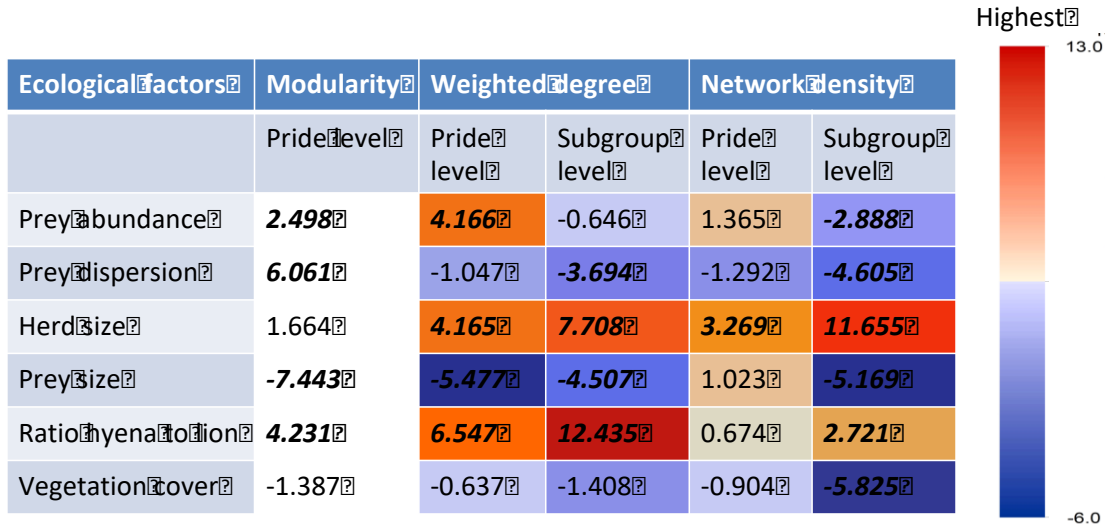 Highest
13.0
Ecological factors Modularity Weighted degree Network density
Pride level Pride level Subgroup level Pride level Subgroup level
Prey abundance 2.498 4.166 -0.646 1.365 -2.888
Prey dispersion 6.061 -1.047 -3.694 -1.292 -4.605
Herd size 1.664 4.165 7.708 3.269 11.655
Prey size -7.443 -5.477 -4.507 1.023 -5.169
Ratio hyena to lion 4.231 6.547 12.435 0.674 2.721
Vegetation cover -1.387 -0.637 -1.408 -0.904 -5.825
-6.0